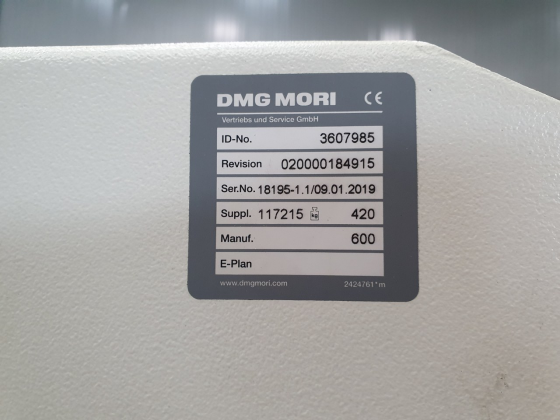 DMG MORI CE
Vertriebs und Service GmbH
ID-No. 3607985
Revision 020000184915
Ser.No. 18195-1.1/09.01.2019
Suppl. 117215 kg 420
Manuf. 600
E-Plan
www.dmgmori.com 2424761*m